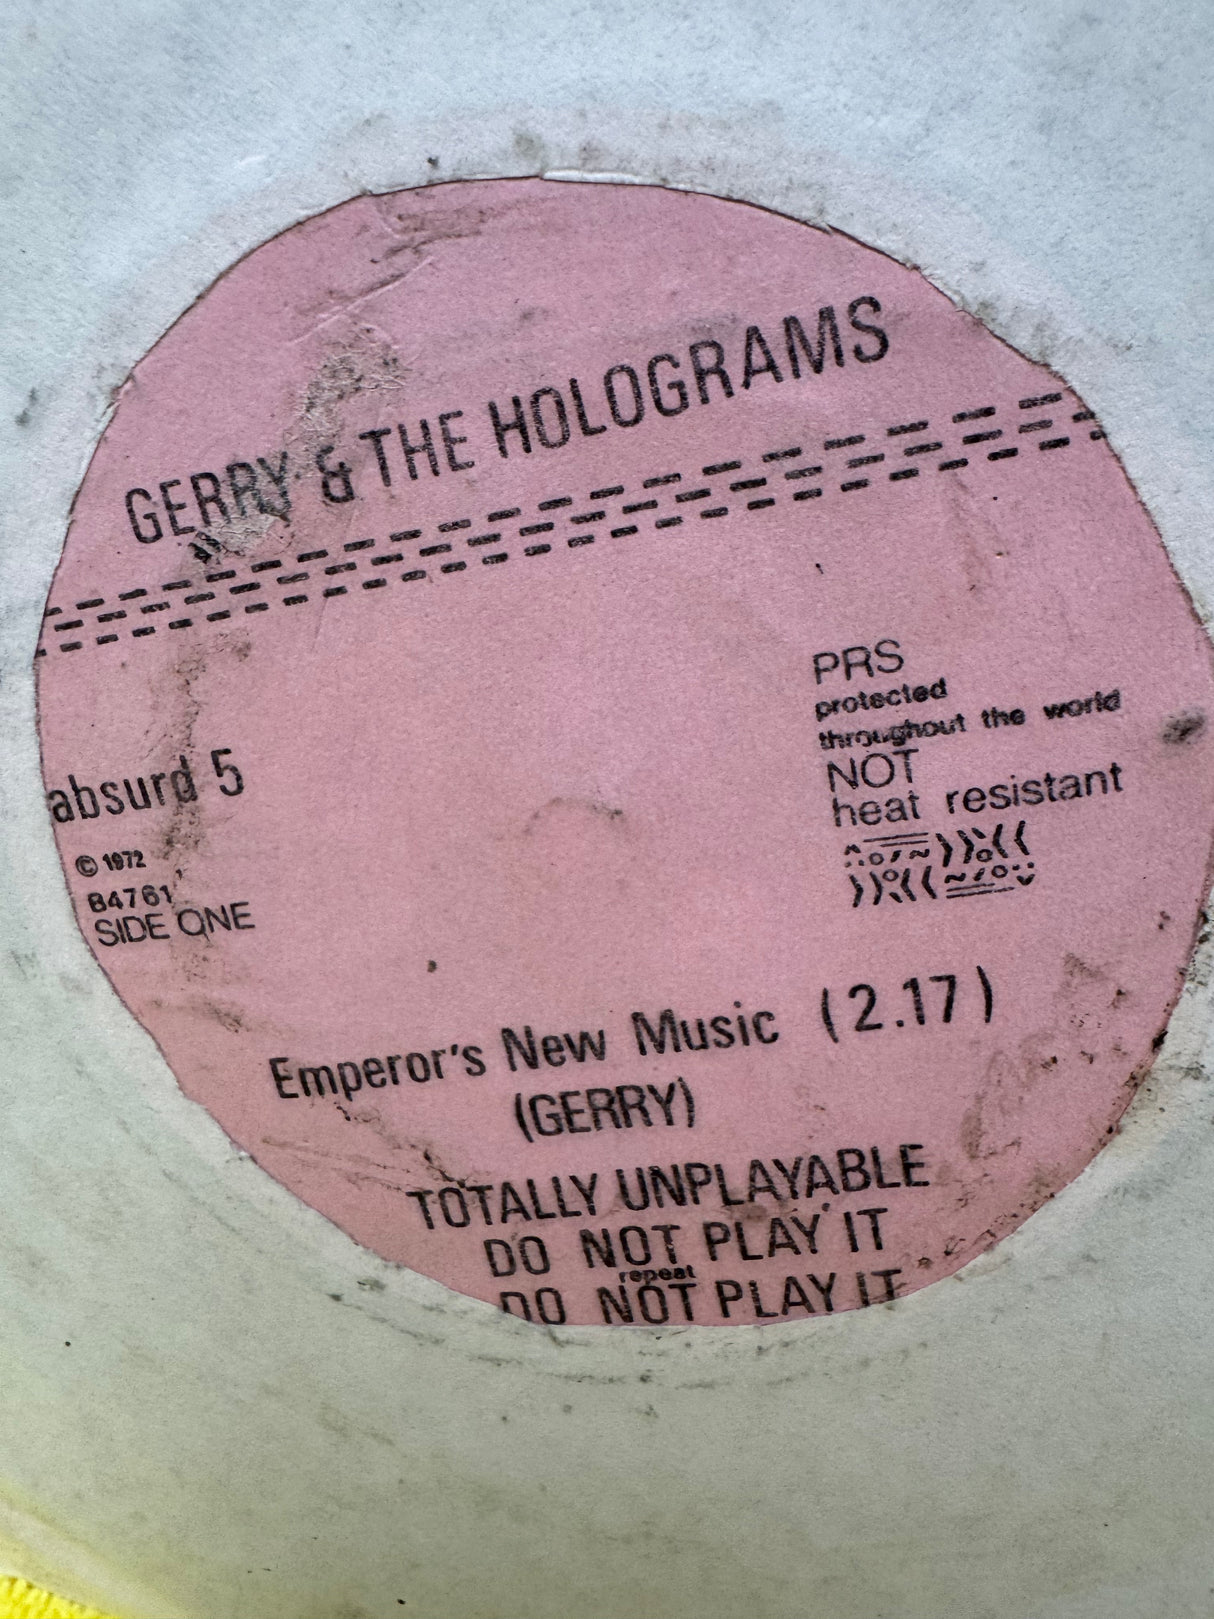 GERRY & THE HOLOGRAMS
PRS
protected
throughout the world
NOT
heat resistant
absurd 5
© 1972
84761
SIDE ONE
Emperor's New Music (2.17)
(GERRY)
TOTALLY UNPLAYABLE
DO NOT PLAY IT
repeat
DO NOT PLAY IT